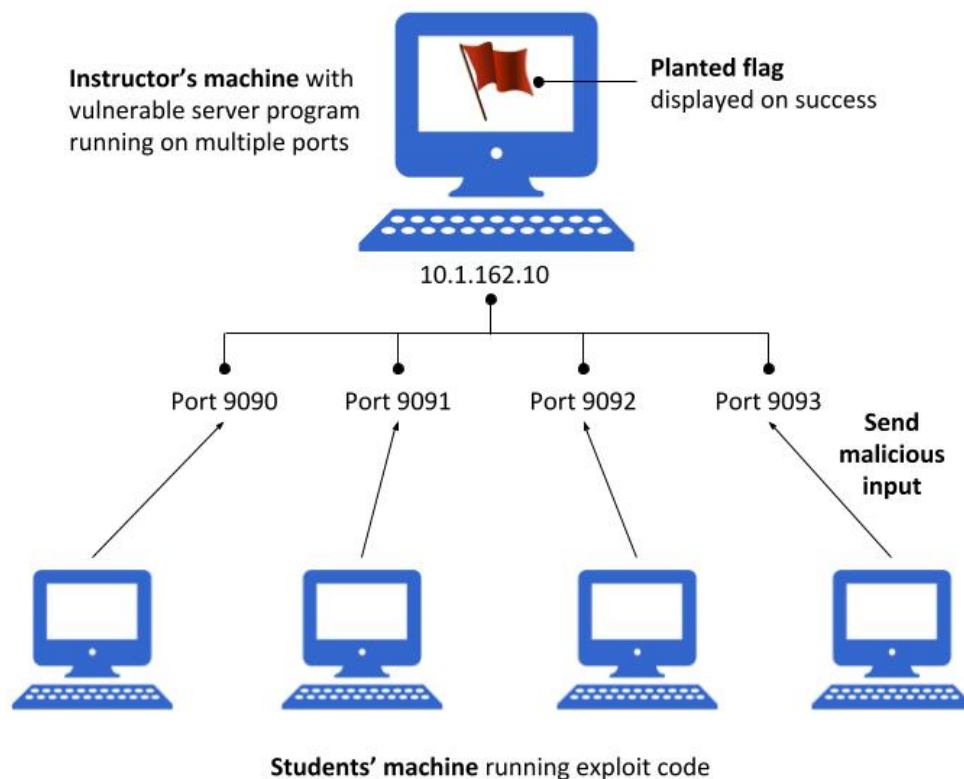 Instructor's machine with
vulnerable server program
running on multiple ports
Planted flag
displayed on success
10.1.162.10
Port 9090
Port 9091
Port 9092
Port 9093
Send
malicious
input
Students' machine running exploit code